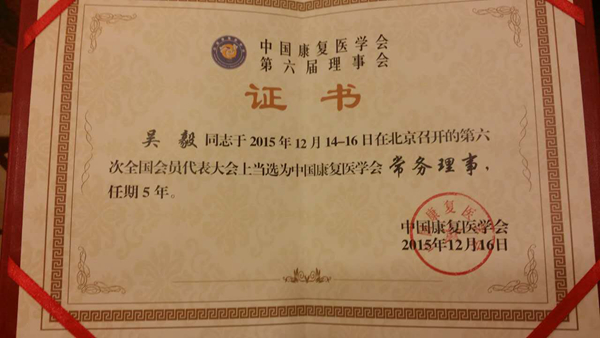 中国康复医学会
第六届理事会
证书
吴毅 同志于2015年12月14-16日在北京召开的第六
次全国会员代表大会上当选为中国康复医学会 常务理事，
任期5年。
中国康复医学会
2015年12月16日